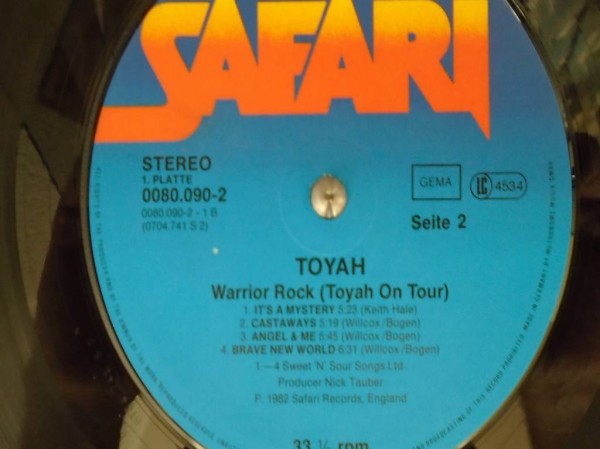 SAFARI
STEREO
1. PLATTE
0080.090-2
0080.090-2 - 1 B
(0704.741 S 2)
GEMA
LC 4534
Seite 2
TOYAH
Warrior Rock (Toyah On Tour)
1. IT'S A MYSTERY 5:23 (Keith Hale)
2. CASTAWAYS 5:19 (Willcox/Bogen)
3. ANGEL & ME 5:45 (Willcox/Bogen)
4. BRAVE NEW WORLD 6:31 (Willcox/Bogen)
1—4 Sweet 'N' Sour Songs Ltd.
Producer Nick Tauber
P. 1982 Safari Records, England
33 ⅓ rpm